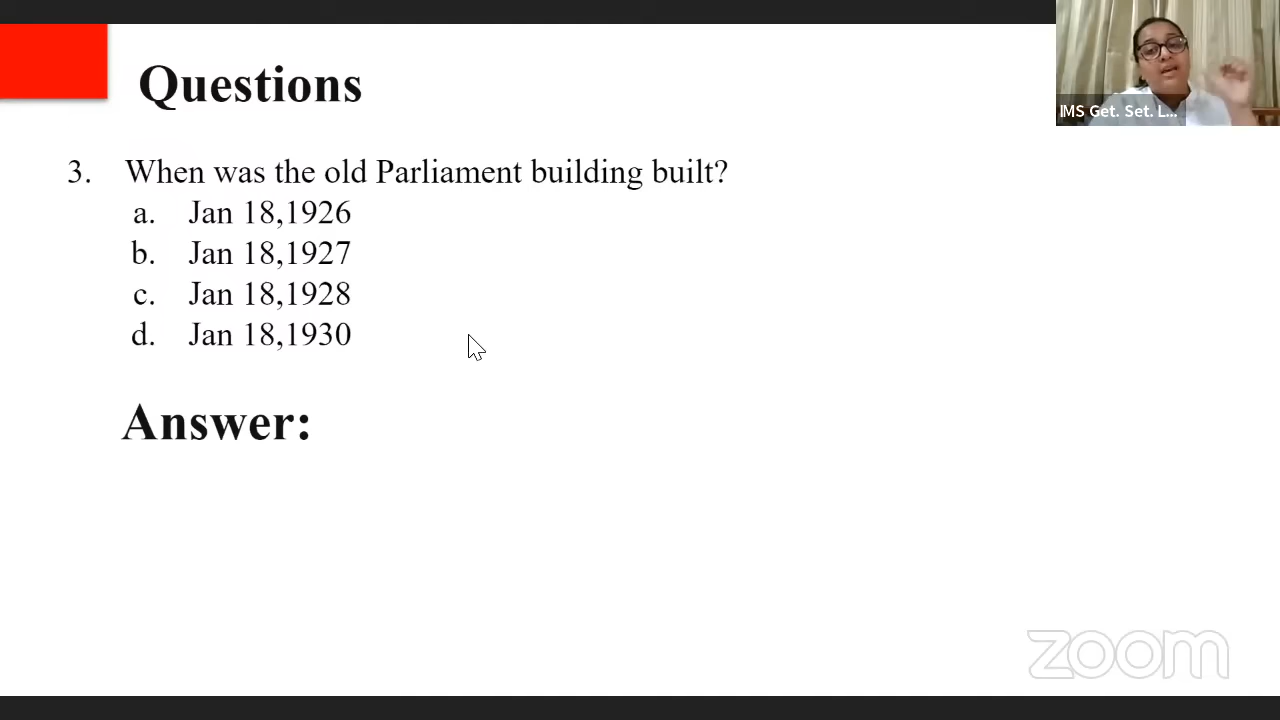 Questions
3. When was the old Parliament building built?
a. Jan 18,1926
b. Jan 18,1927
c. Jan 18,1928
d. Jan 18,1930
Answer:
IMS Get. Set. L...
zoom